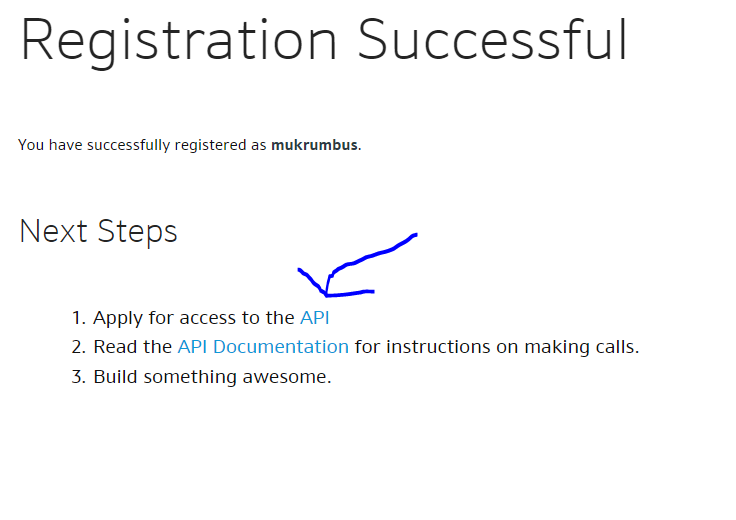 Registration Successful
You have successfully registered as mukrumbus.
Next Steps
1. Apply for access to the API
2. Read the API Documentation for instructions on making calls.
3. Build something awesome.